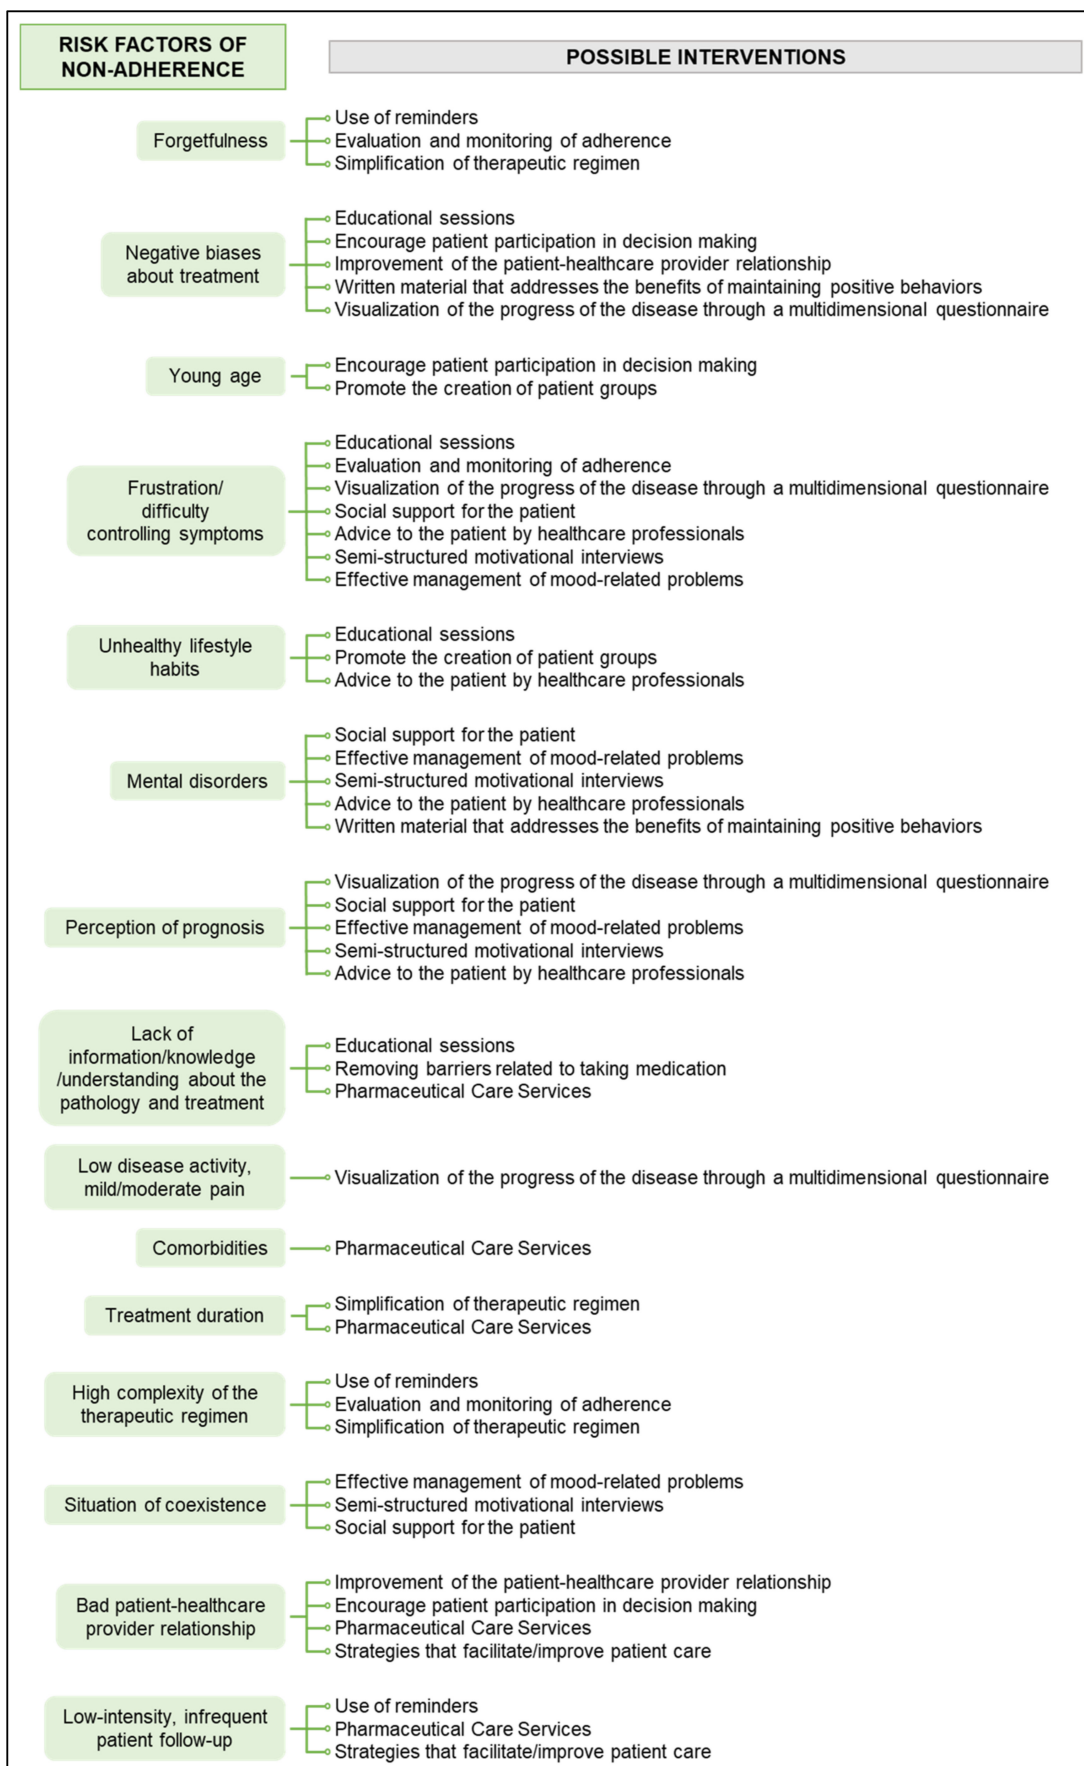 RISK FACTORS OF
NON-ADHERENCE
POSSIBLE INTERVENTIONS
Forgetfulness
Use of reminders
Evaluation and monitoring of adherence
Simplification of therapeutic regimen
Negative biases
about treatment
Educational sessions
Encourage patient participation in decision making
Improvement of the patient-healthcare provider relationship
Written material that addresses the benefits of maintaining positive behaviors
Visualization of the progress of the disease through a multidimensional questionnaire
Young age
Encourage patient participation in decision making
Promote the creation of patient groups
Frustration/
difficulty
controlling symptoms
Educational sessions
Evaluation and monitoring of adherence
Visualization of the progress of the disease through a multidimensional questionnaire
Social support for the patient
Advice to the patient by healthcare professionals
Semi-structured motivational interviews
Effective management of mood-related problems
Unhealthy lifestyle
habits
Educational sessions
Promote the creation of patient groups
Advice to the patient by healthcare professionals
Mental disorders
Social support for the patient
Effective management of mood-related problems
Semi-structured motivational interviews
Advice to the patient by healthcare professionals
Written material that addresses the benefits of maintaining positive behaviors
Perception of prognosis
Visualization of the progress of the disease through a multidimensional questionnaire
Social support for the patient
Effective management of mood-related problems
Semi-structured motivational interviews
Advice to the patient by healthcare professionals
Lack of
information/knowledge
/understanding about the
pathology and treatment
Educational sessions
Removing barriers related to taking medication
Pharmaceutical Care Services
Low disease activity,
mild/moderate pain
Visualization of the progress of the disease through a multidimensional questionnaire
Comorbidities
Pharmaceutical Care Services
Treatment duration
Simplification of therapeutic regimen
Pharmaceutical Care Services
High complexity of the
therapeutic regimen
Use of reminders
Evaluation and monitoring of adherence
Simplification of therapeutic regimen
Situation of coexistence
Effective management of mood-related problems
Semi-structured motivational interviews
Social support for the patient
Bad patient-healthcare
provider relationship
Improvement of the patient-healthcare provider relationship
Encourage patient participation in decision making
Pharmaceutical Care Services
Strategies that facilitate/improve patient care
Low-intensity, infrequent
patient follow-up
Use of reminders
Pharmaceutical Care Services
Strategies that facilitate/improve patient care